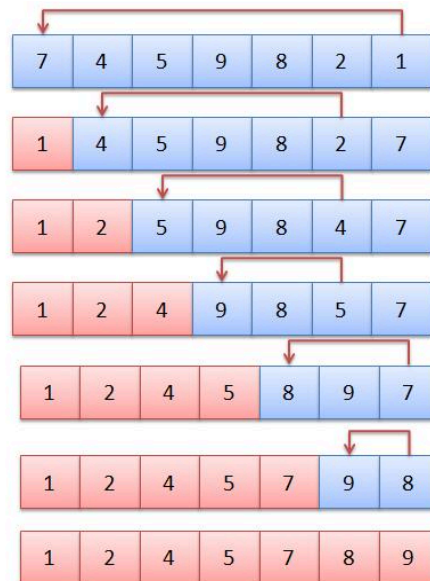 7 4 5 9 8 2 1
1 4 5 9 8 2 7
1 2 5 9 8 4 7
1 2 4 9 8 5 7
1 2 4 5 8 9 7
1 2 4 5 7 9 8
1 2 4 5 7 8 9